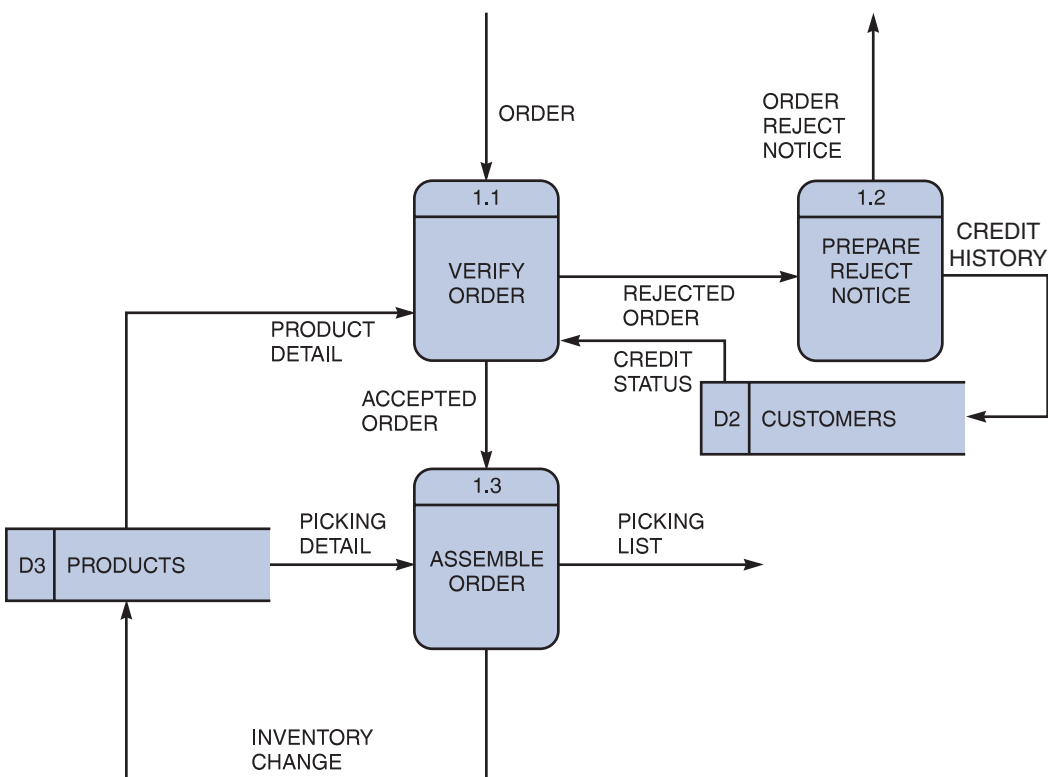 ORDER
ORDER
REJECT
NOTICE
1.1
VERIFY
ORDER
1.2
PREPARE
REJECT
NOTICE
CREDIT
HISTORY
REJECTED
ORDER
PRODUCT
DETAIL
CREDIT
STATUS
ACCEPTED
ORDER
D2 CUSTOMERS
1.3
ASSEMBLE
ORDER
PICKING
DETAIL
PICKING
LIST
D3 PRODUCTS
INVENTORY
CHANGE